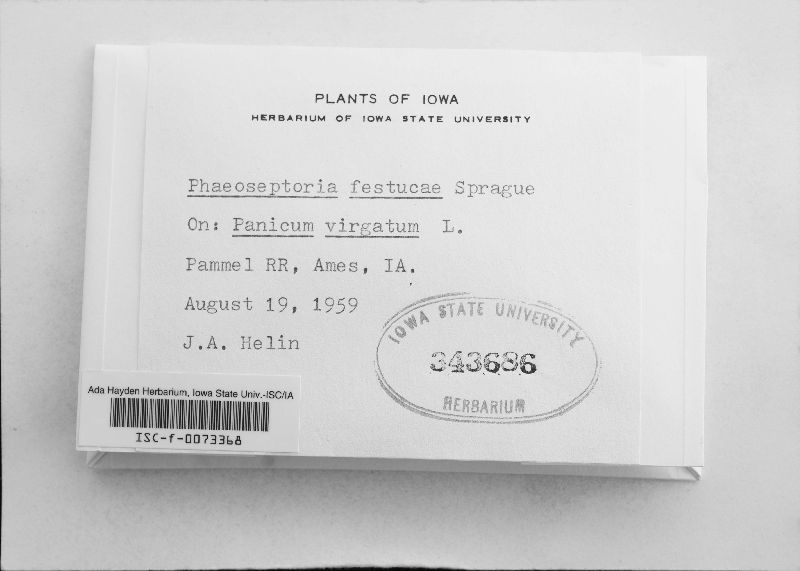 PLANTS OF IOWA
HERBARIUM OF IOWA STATE UNIVERSITY
Phaeoseptoria festucae Sprague
On: Panicum virgatum L.
Pammel RR, Ames, IA.
August 19, 1959
J.A. Helin
IOWA STATE UNIVERSITY
343686
HERBARIUM
Ada Hayden Herbarium, Iowa State Univ.-ISC/IA
ISC-f-0073368